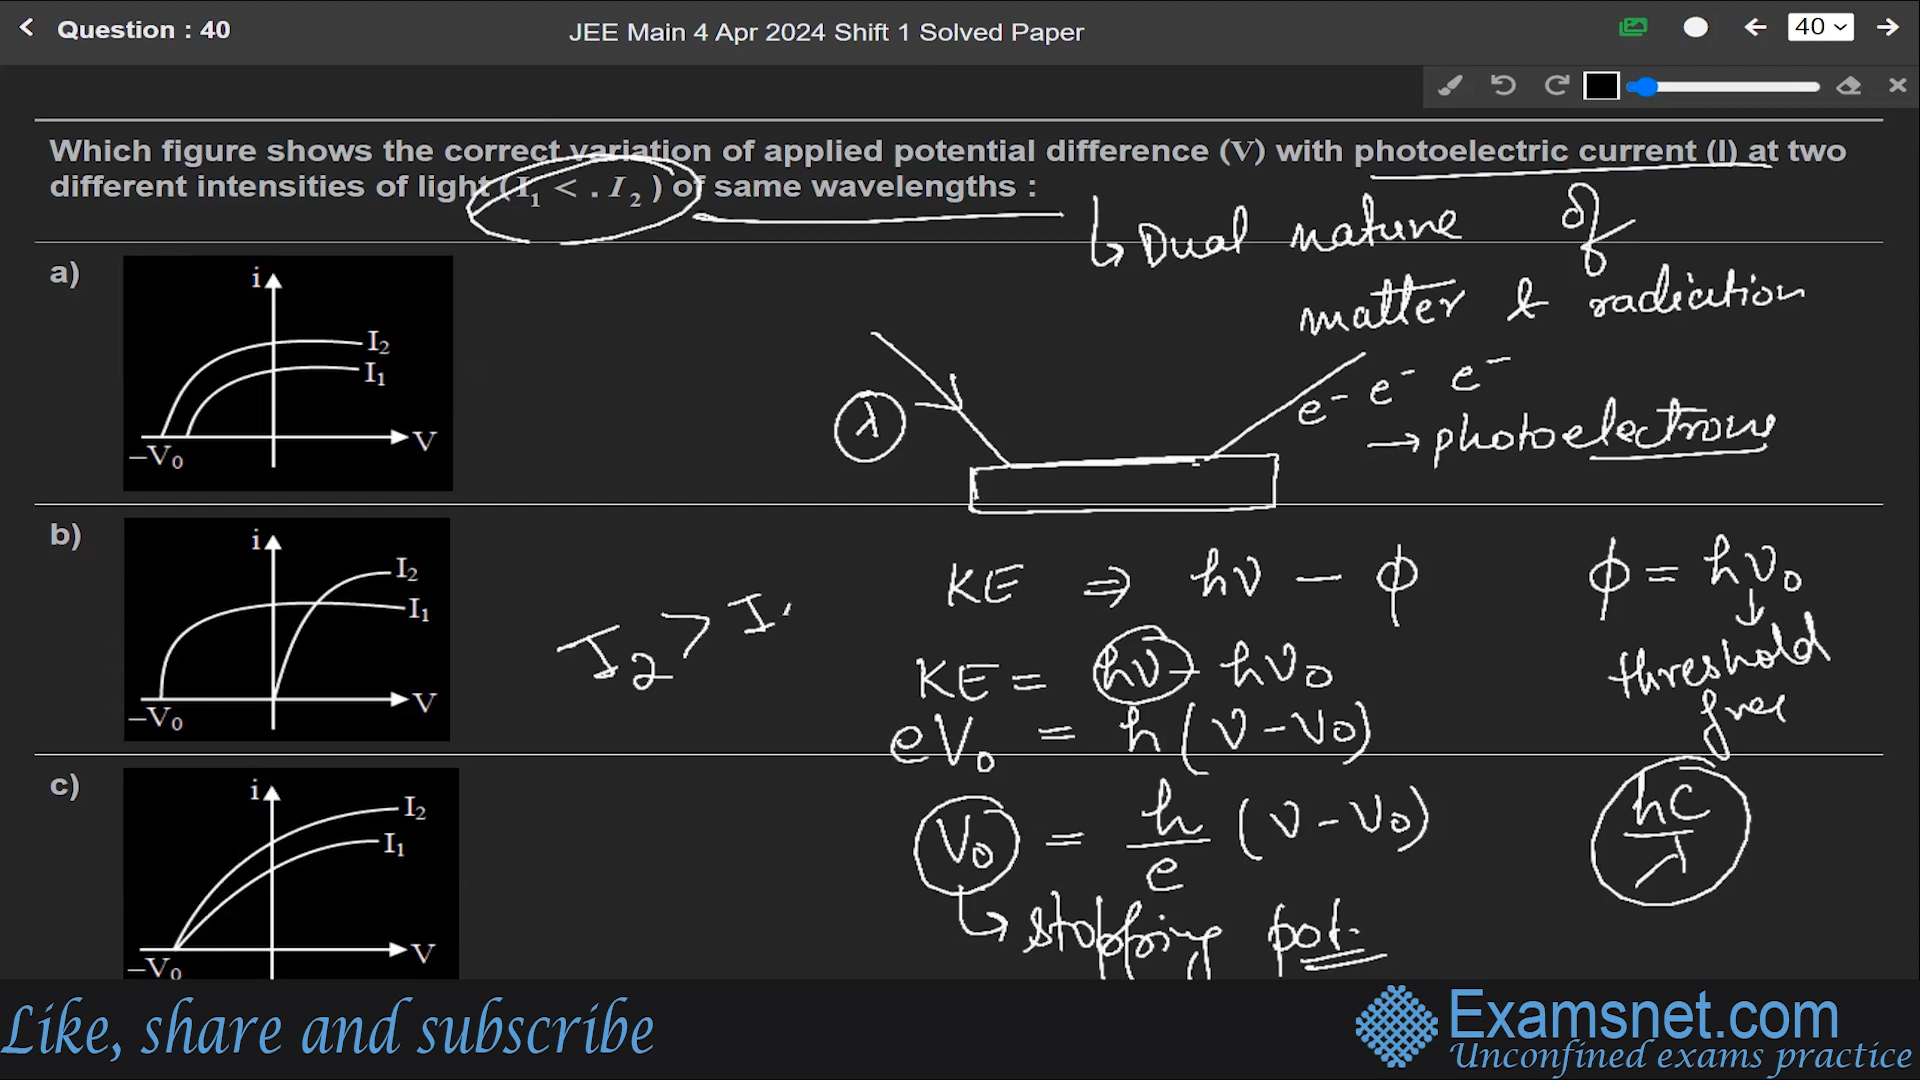 Question : 40
JEE Main 4 Apr 2024 Shift 1 Solved Paper
40
Which figure shows the correct variation of applied potential difference (V) with photoelectric current (I) at two
different intensities of light (I₁ < . I₂ ) of same wavelengths :
Dual nature of
matter & radiation
a)
i
I₂
I₁
V
–V₀
λ
e⁻ e⁻ e⁻
→ photoelectrons
b)
i
I₂
I₁
V
–V₀
I₂ > I
KE ⇒ hν – ϕ
ϕ = hν₀
threshold
KE = hν – hν₀
eV₀ = h (ν – ν₀)
c)
i
I₂
I₁
V
–V₀
V₀ = h/e (ν – ν₀)
hc/λ
stopping pot.
Like, share and subscribe
Examsnet.com
Unconfined exams practice